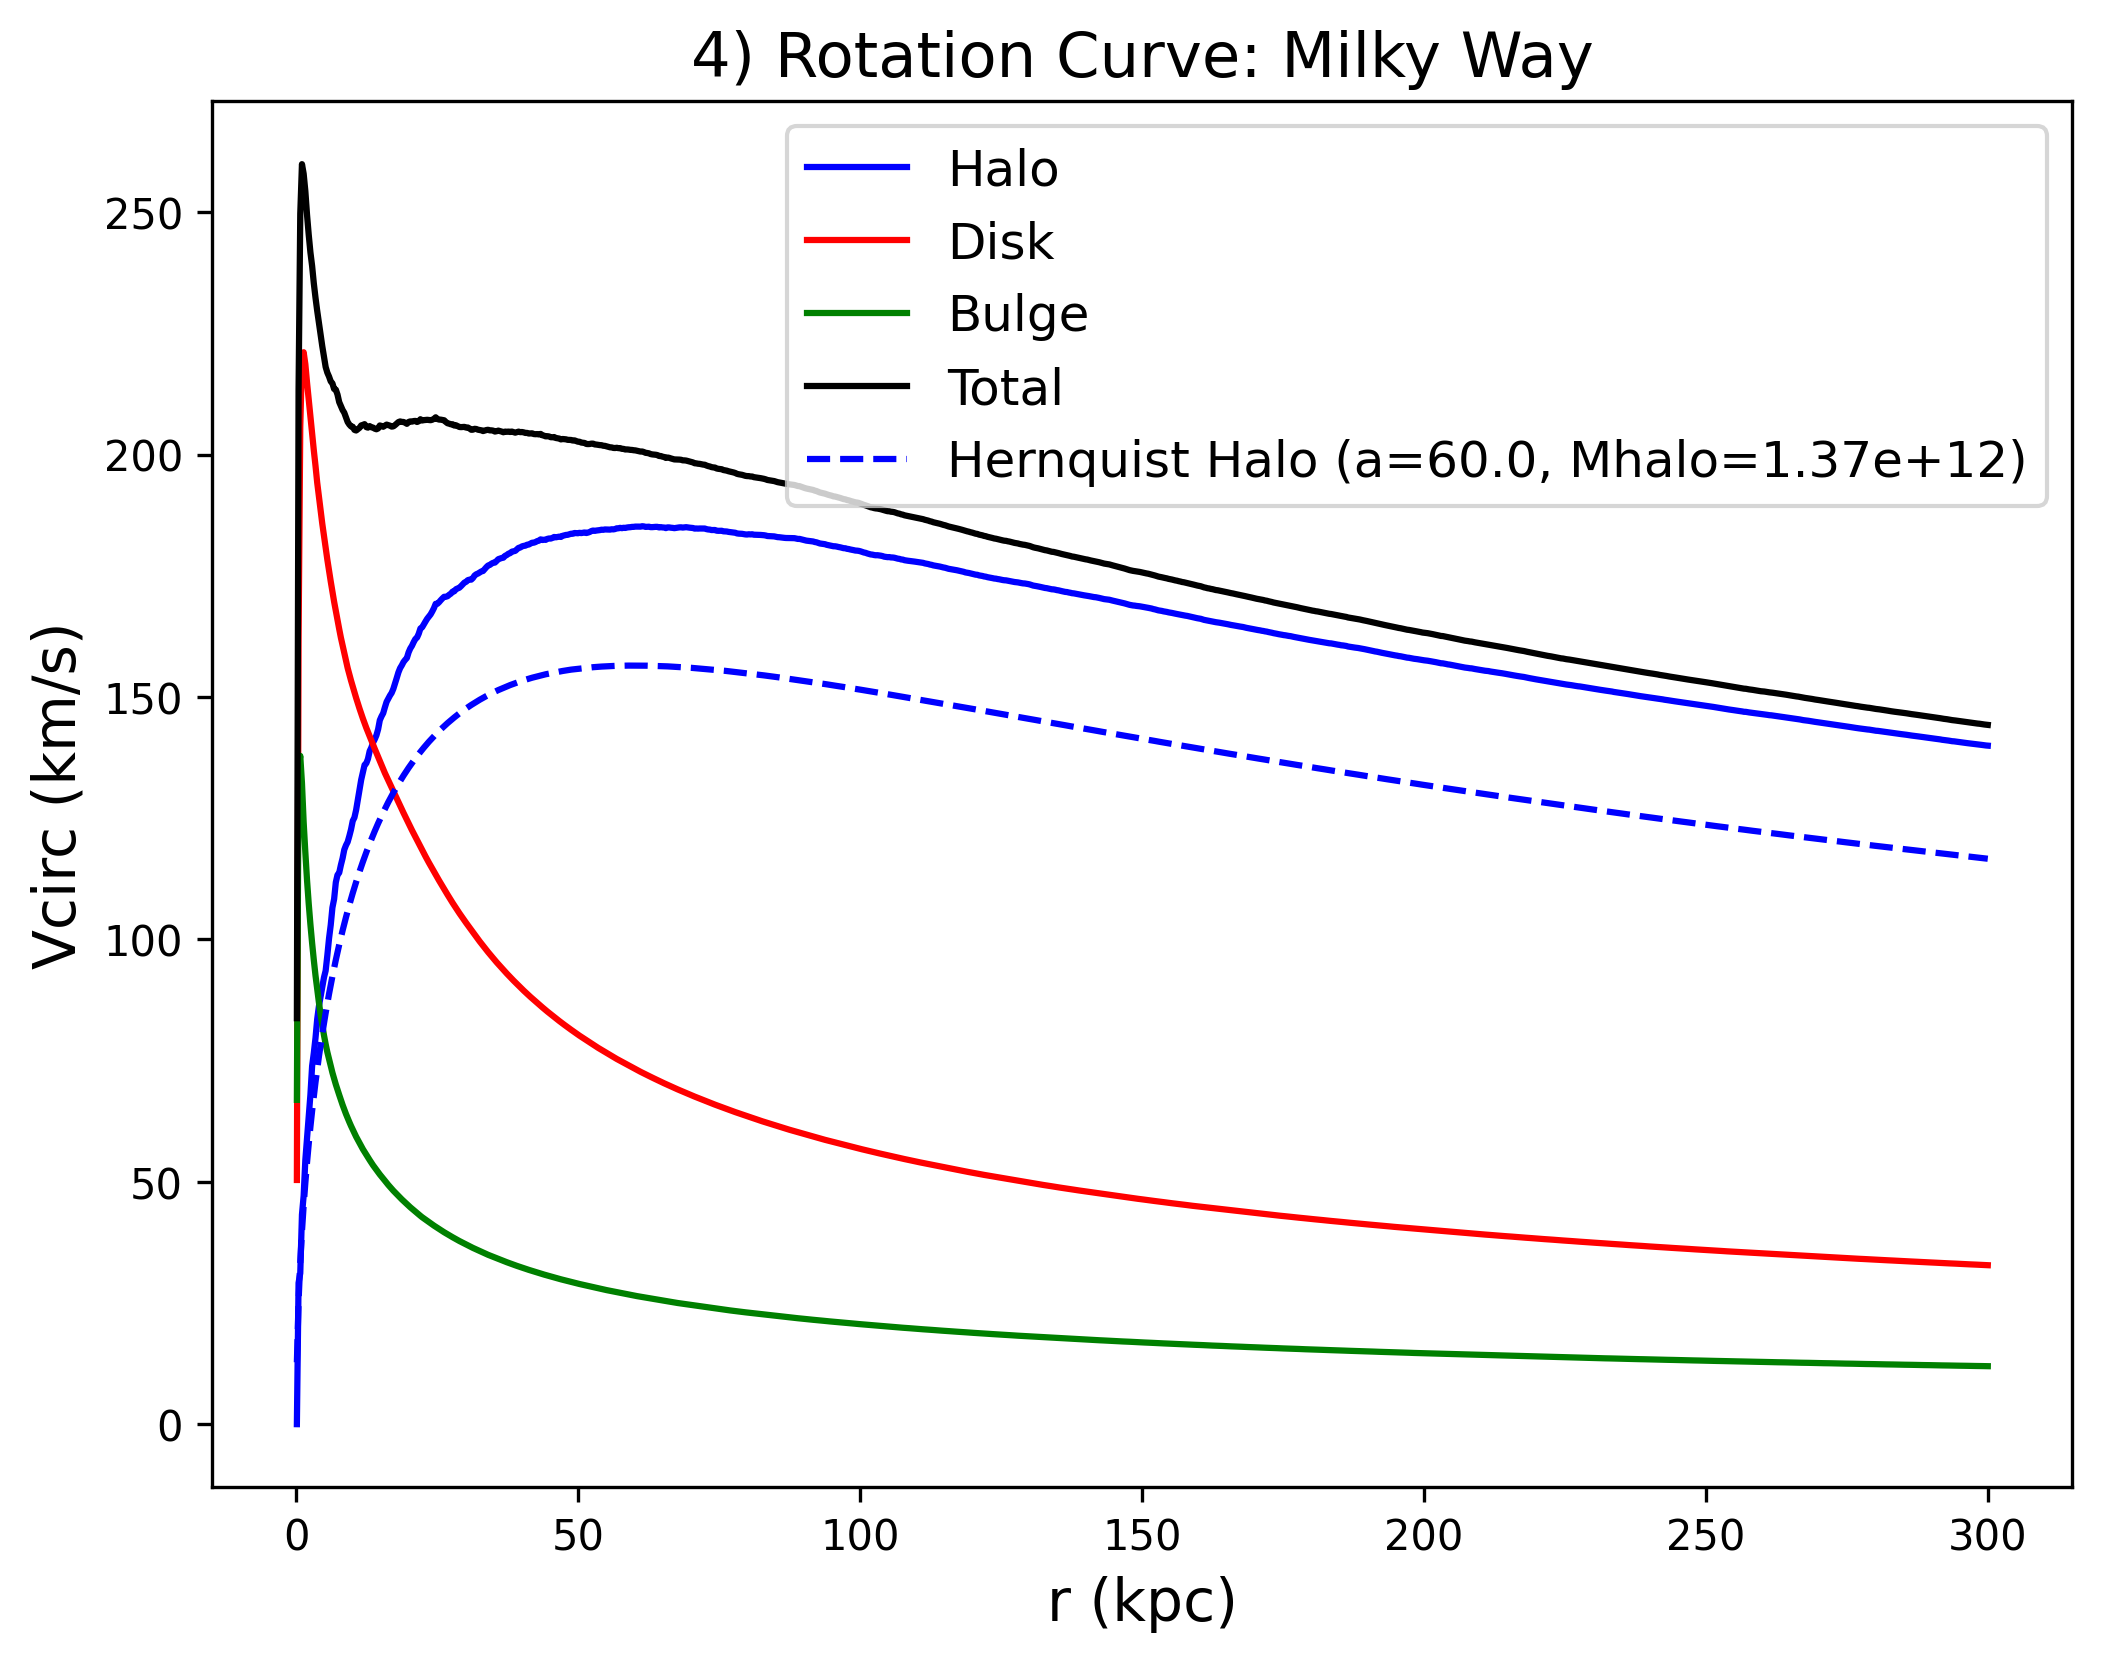 4) Rotation Curve: Milky Way
Halo
Disk
Bulge
Total
Hernquist Halo (a=60.0, Mhalo=1.37e+12)
Vcirc (km/s)
250
200
150
100
50
0
0 50 100 150 200 250 300
r (kpc)